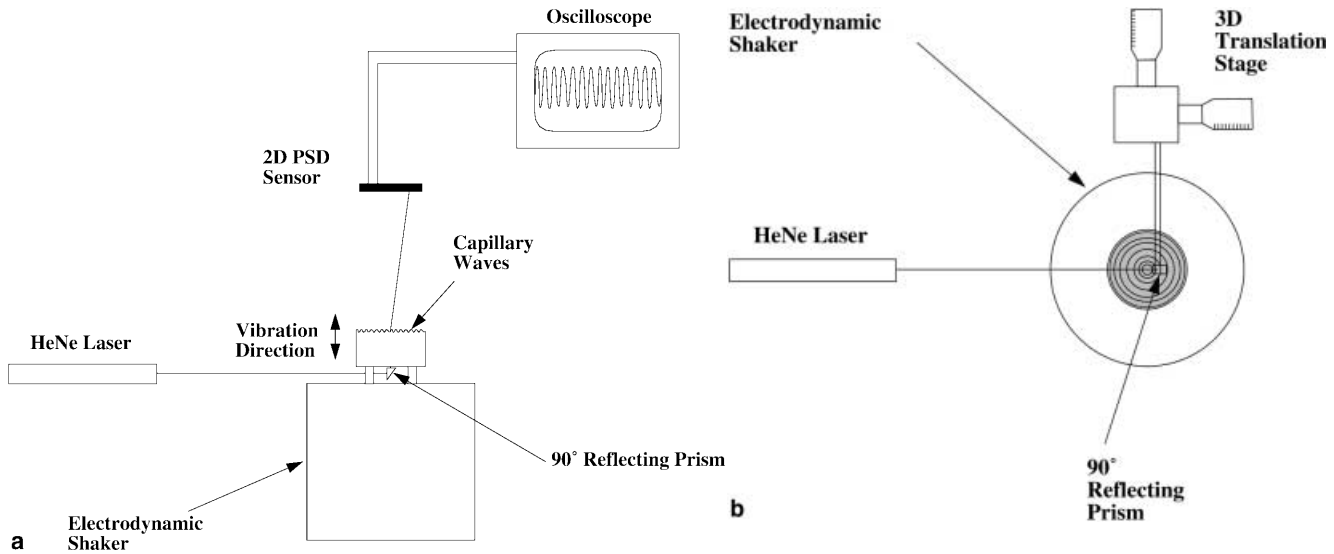 Oscilloscope
2D PSD
Sensor
Capillary
Waves
Vibration
Direction
HeNe Laser
90° Reflecting Prism
Electrodynamic
Shaker
a
Electrodynamic
Shaker
3D
Translation
Stage
HeNe Laser
90°
Reflecting
Prism
b